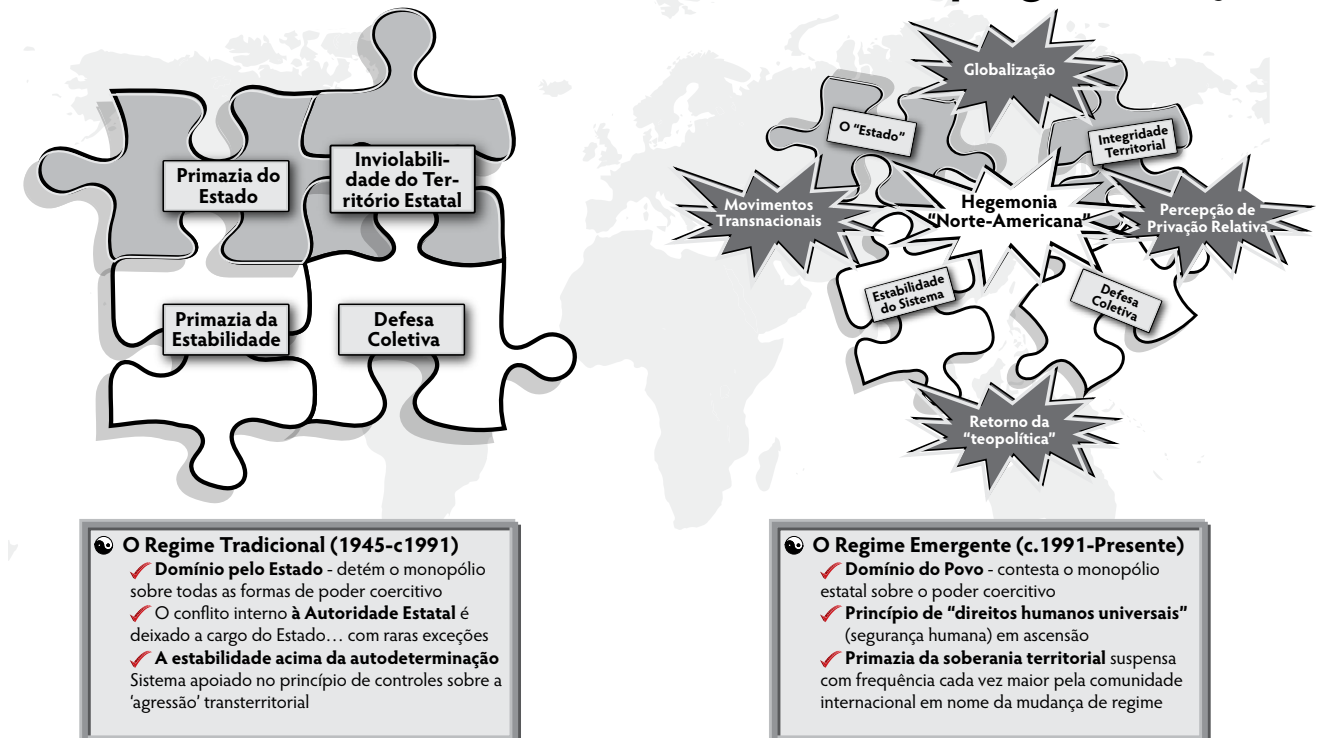 Primazia do
Estado
Inviolabili-
dade do Ter-
ritório Estatal
Primazia da
Estabilidade
Defesa
Coletiva
O Regime Tradicional (1945-c1991)
Domínio pelo Estado - detém o monopólio
sobre todas as formas de poder coercitivo
O conflito interno à Autoridade Estatal é
deixado a cargo do Estado… com raras exceções
A estabilidade acima da autodeterminação
Sistema apoiado no princípio de controles sobre a
‘agressão’ transterritorial
Globalização
O "Estado"
Integridade
Territorial
Movimentos
Transnacionais
Hegemonia
"Norte-Americana"
Percepção de
Privação Relativa
Estabilidade
do Sistema
Defesa
Coletiva
Retorno da
"teopolítica"
O Regime Emergente (c.1991-Presente)
Domínio do Povo - contesta o monopólio
estatal sobre o poder coercitivo
Princípio de "direitos humanos universais"
(segurança humana) em ascensão
Primazia da soberania territorial suspensa
com frequência cada vez maior pela comunidade
internacional em nome da mudança de regime